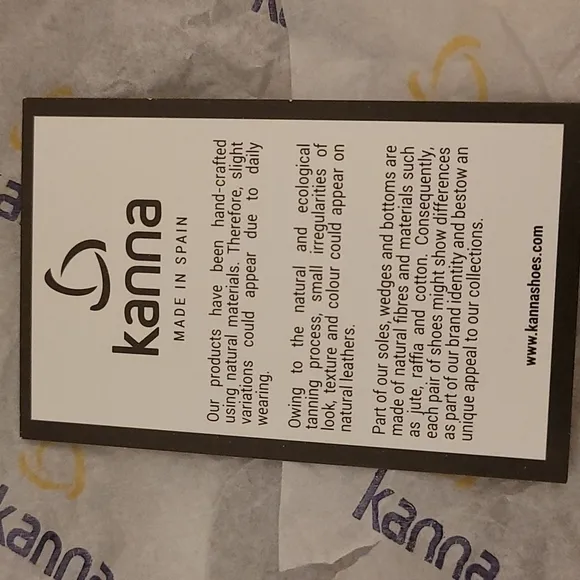 kanna
MADE IN SPAIN
Our products have been hand-crafted
using natural materials. Therefore, slight
variations could appear due to daily
wearing.
Owing to the natural and ecological
tanning process, small irregularities of
look, texture and colour could appear on
natural leathers.
Part of our soles, wedges and bottoms are
made of natural fibres and materials such
as jute, raffia and cotton. Consequently,
each pair of shoes might show differences
as part of our brand identity and bestow an
unique appeal to our collections.
www.kannashoes.com
kanna
kanna